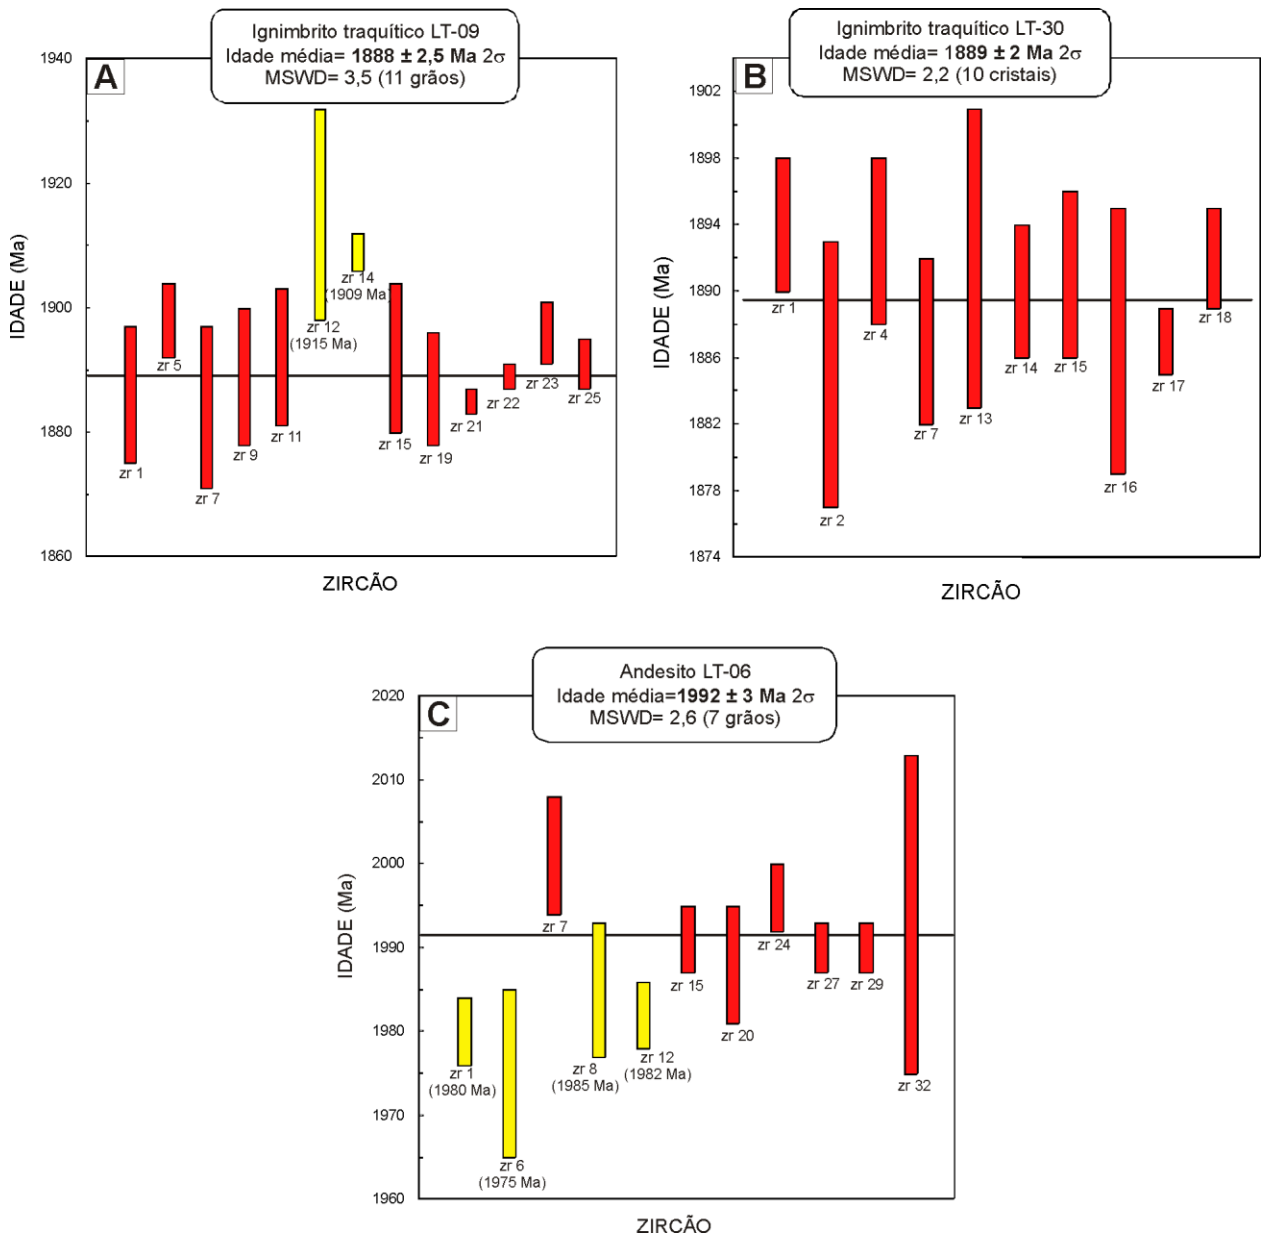 Ignimbrito traquítico LT-09
Idade média= 1888 ± 2,5 Ma 2σ
MSWD= 3,5 (11 grãos)
A
1940
1920
1900
1880
1860
IDADE (Ma)
zr 1
zr 5
zr 7
zr 9
zr 11
zr 12
(1915 Ma)
zr 14
(1909 Ma)
zr 15
zr 19
zr 21
zr 22
zr 23
zr 25
ZIRCÃO
Ignimbrito traquítico LT-30
Idade média= 1889 ± 2 Ma 2σ
MSWD= 2,2 (10 cristais)
B
1902
1898
1894
1890
1886
1882
1878
1874
IDADE (Ma)
zr 1
zr 2
zr 4
zr 7
zr 13
zr 14
zr 15
zr 16
zr 17
zr 18
ZIRCÃO
Andesito LT-06
Idade média=1992 ± 3 Ma 2σ
MSWD= 2,6 (7 grãos)
C
2020
2010
2000
1990
1980
1970
1960
IDADE (Ma)
zr 1
(1980 Ma)
zr 6
(1975 Ma)
zr 7
zr 8
(1985 Ma)
zr 12
(1982 Ma)
zr 15
zr 20
zr 24
zr 27
zr 29
zr 32
ZIRCÃO